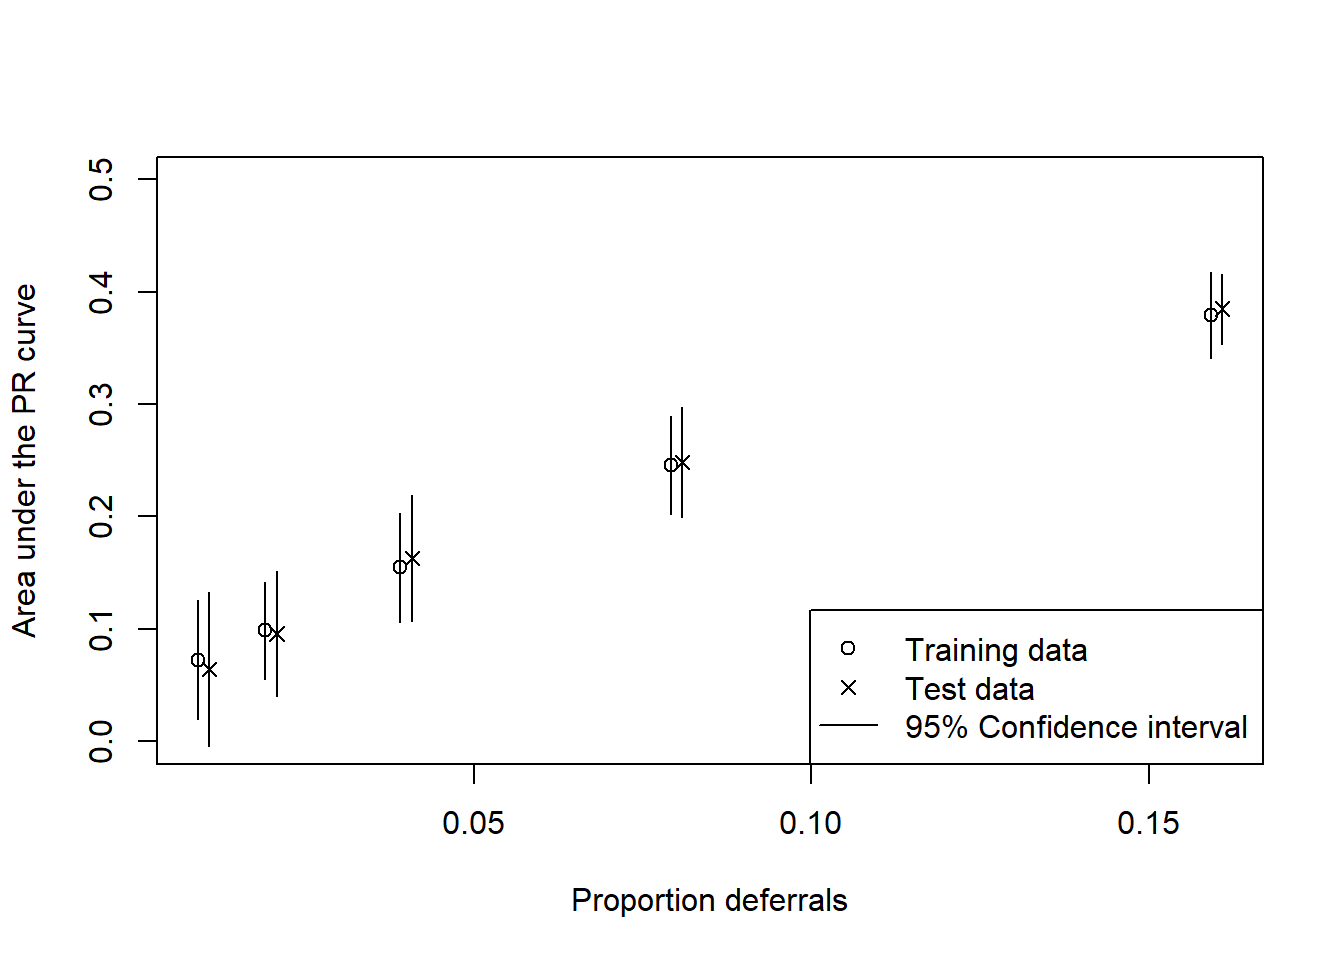 Area under the PR curve
0.5
0.4
0.3
0.2
0.1
0.0
Training data
Test data
95% Confidence interval
0.05 0.10 0.15
Proportion deferrals